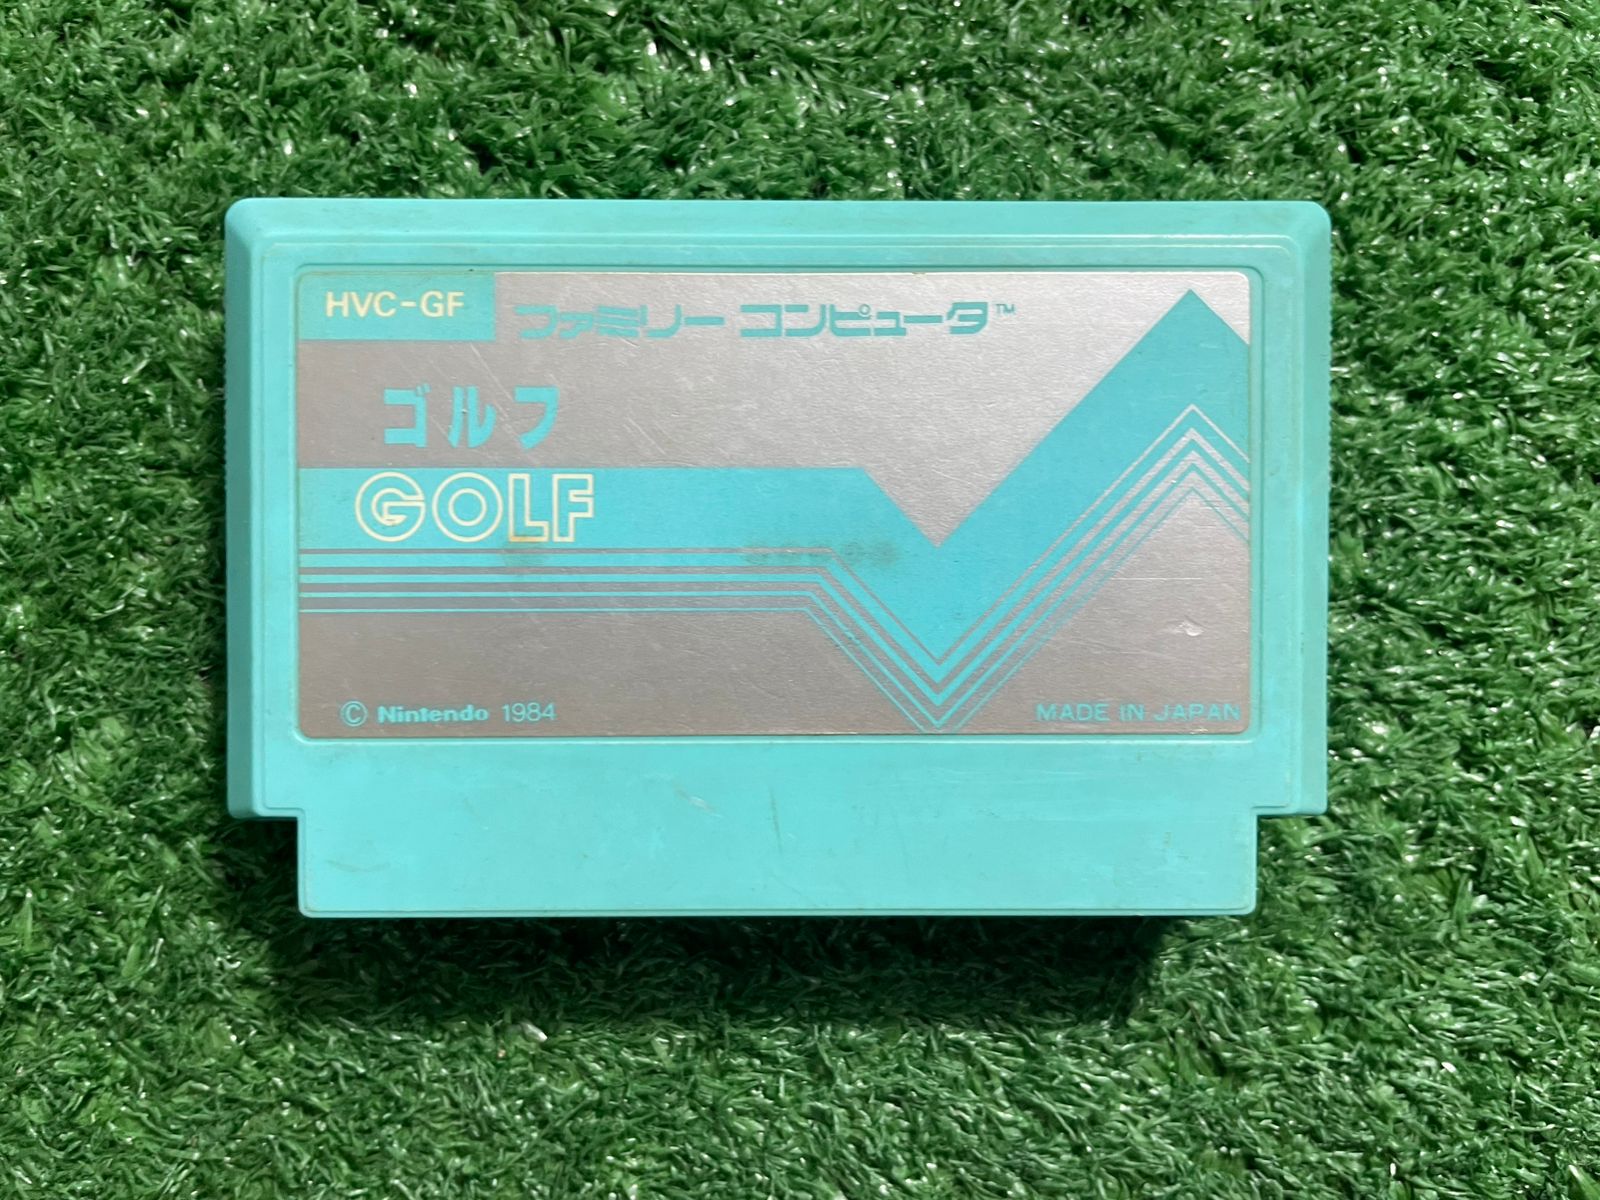 HVC-GF
ファミリー コンピュータ™
ゴルフ
GOLF
© Nintendo 1984
MADE IN JAPAN